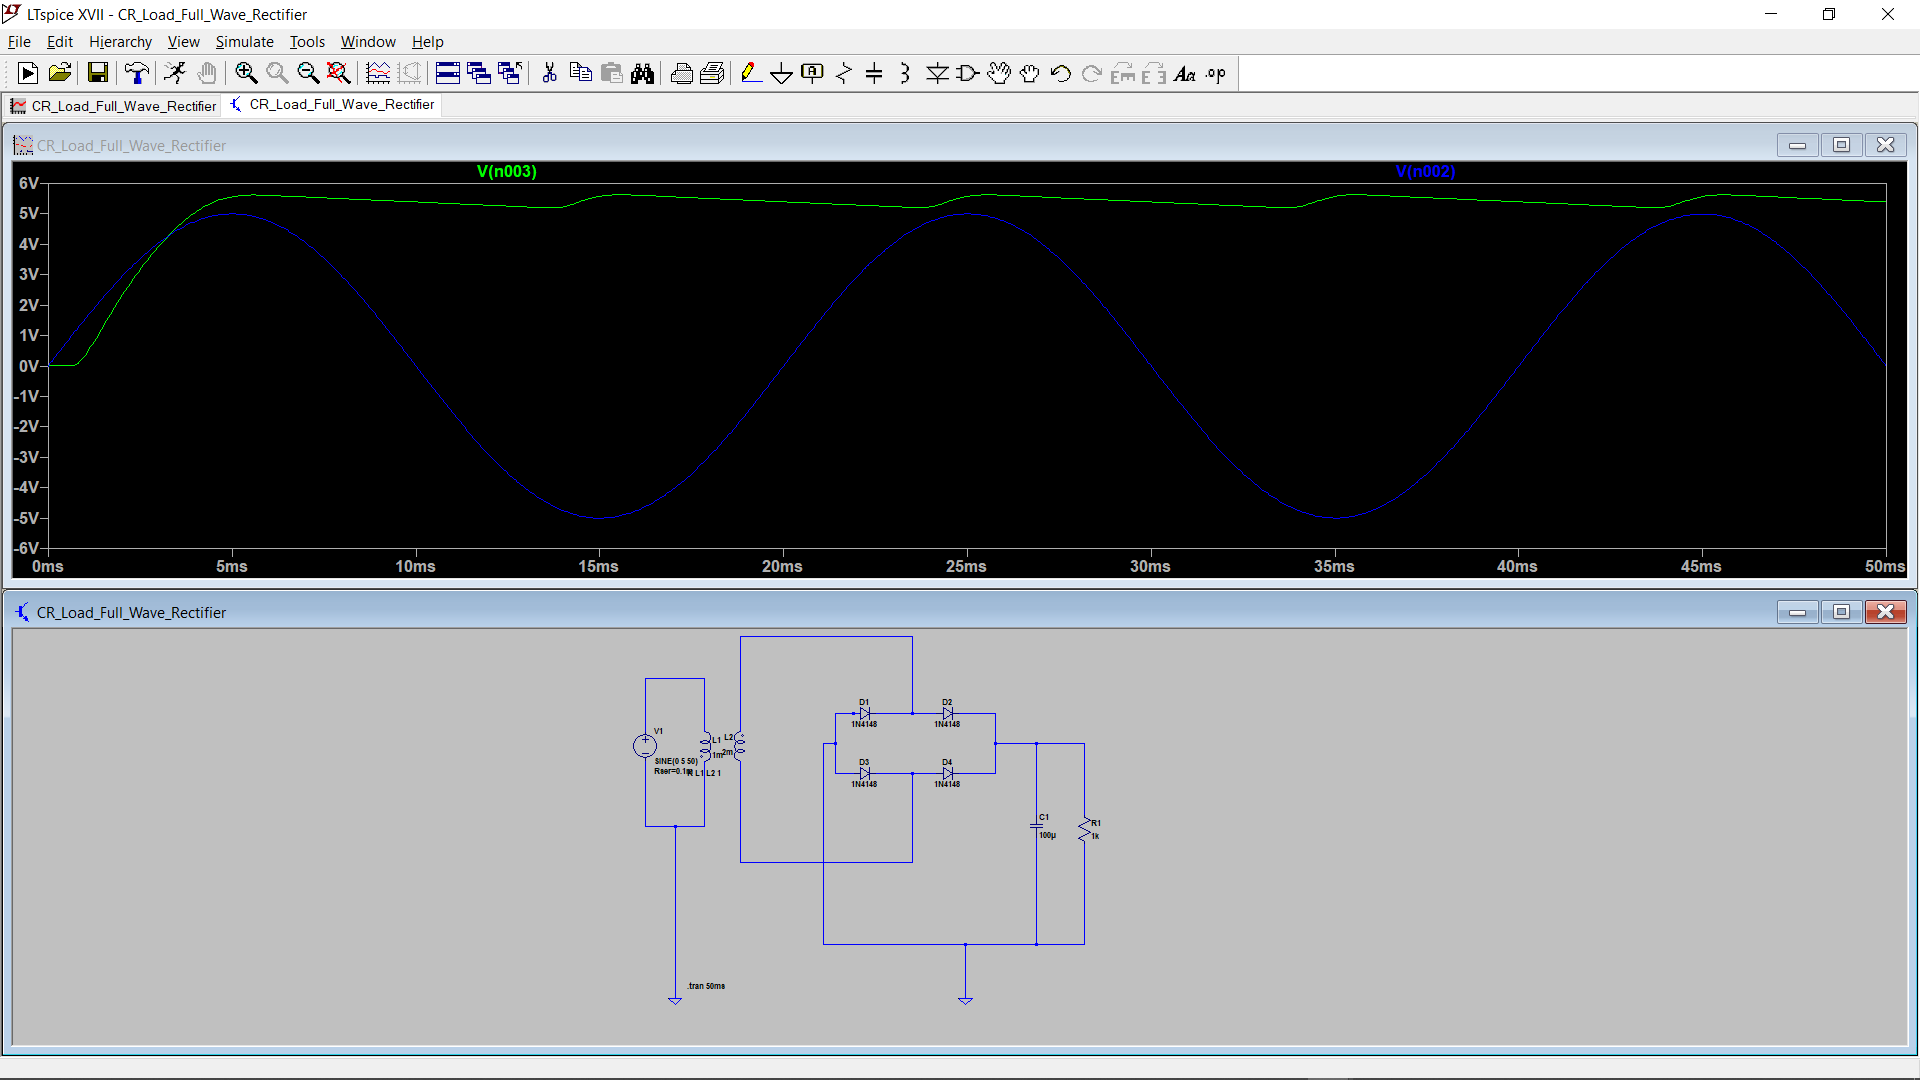 LTspice XVII - CR_Load_Full_Wave_Rectifier
File Edit Hierarchy View Simulate Tools Window Help
.op
CR_Load_Full_Wave_Rectifier CR_Load_Full_Wave_Rectifier
CR_Load_Full_Wave_Rectifier
V(n003) V(n002)
6V
5V
4V
3V
2V
1V
0V
-1V
-2V
-3V
-4V
-5V
-6V
0ms 5ms 10ms 15ms 20ms 25ms 30ms 35ms 40ms 45ms 50ms
CR_Load_Full_Wave_Rectifier
D1 D2
1N4148 1N4148
V1
L1 L2
1m 2m
SINE(0 5 50)
Rser=0.1m
K L1 L2 1
D3 D4
1N4148 1N4148
C1
100µ
R1
1k
.tran 50ms